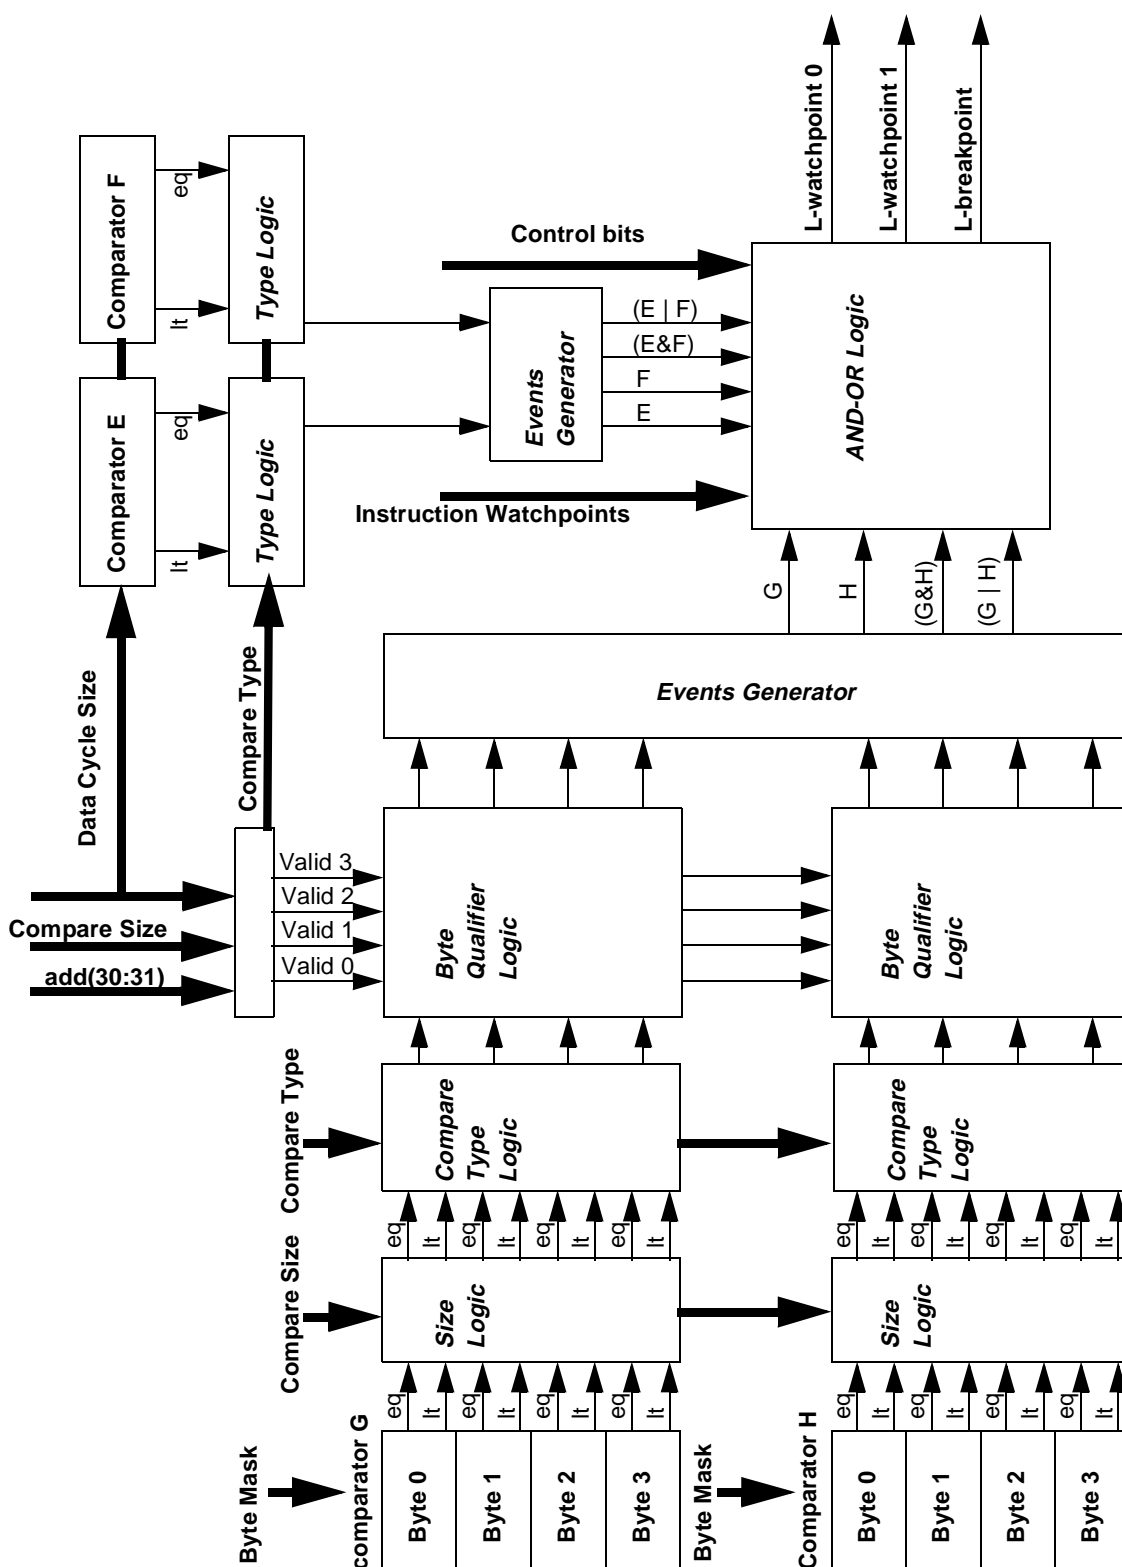 L-watchpoint 0
L-watchpoint 1
L-breakpoint
Comparator F
eq
lt
Type Logic
Control bits
(E | F)
(E&F)
F
E
Events
Generator
AND-OR Logic
Comparator E
eq
lt
Type Logic
Instruction Watchpoints
G
H
(G&H)
(G | H)
Events Generator
Data Cycle Size
Compare Type
Compare Size
add(30:31)
Valid 3
Valid 2
Valid 1
Valid 0
Byte
Qualifier
Logic
Byte
Qualifier
Logic
Compare Type
Compare
Type
Logic
Compare
Type
Logic
eq
lt
eq
lt
eq
lt
eq
lt
eq
lt
eq
lt
eq
lt
eq
lt
Compare Size
Size
Logic
Size
Logic
eq
lt
eq
lt
eq
lt
eq
lt
eq
lt
eq
lt
eq
lt
eq
lt
Byte Mask
comparator G
Byte 0
Byte 1
Byte 2
Byte 3
Byte Mask
Comparator H
Byte 0
Byte 1
Byte 2
Byte 3